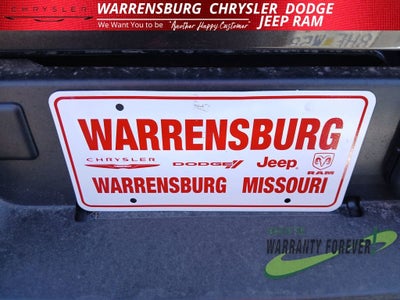 CHRYSLER
WARRENSBURG CHRYSLER DODGE
JEEP RAM
We Want You to be "Another Happy Customer"
WARRENSBURG
CHRYSLER DODGE Jeep RAM
WARRENSBURG MISSOURI
WARRANTY FOREVER